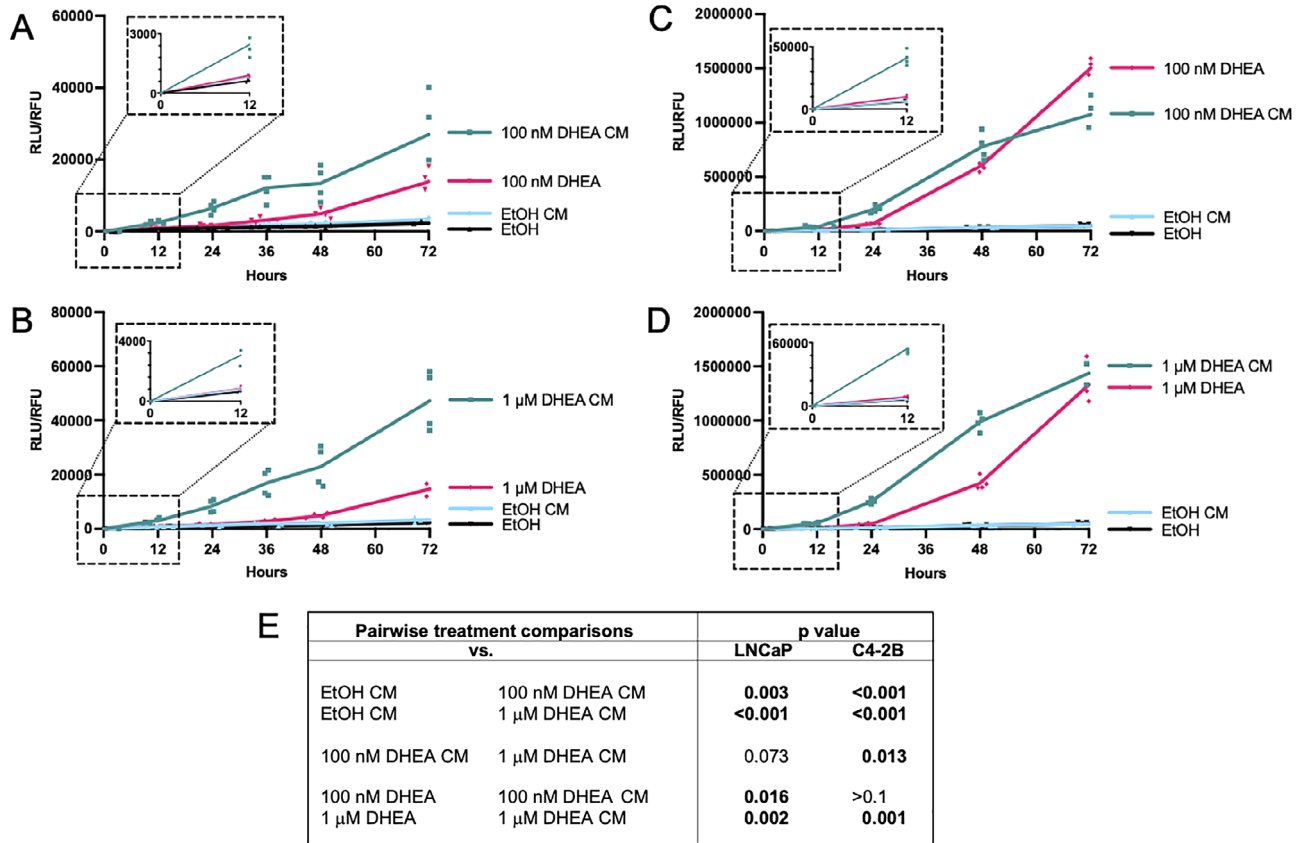 A
60000
40000
20000
0
RLU/RFU
3000
0
0
12
0 12 24 36 48 60 72
Hours
100 nM DHEA CM
100 nM DHEA
EtOH CM
EtOH
C
2000000
1500000
1000000
500000
0
RLU/RFU
50000
0
0
12
0 12 24 36 48 60 72
Hours
100 nM DHEA
100 nM DHEA CM
EtOH CM
EtOH
B
80000
60000
40000
20000
0
RLU/RFU
4000
0
0
12
0 12 24 36 48 60 72
Hours
1 µM DHEA CM
1 µM DHEA
EtOH CM
EtOH
D
2000000
1500000
1000000
500000
0
RLU/RFU
60000
0
0
12
0 12 24 36 48 60 72
Hours
1 µM DHEA CM
1 µM DHEA
EtOH CM
EtOH
E
Pairwise treatment comparisons p value
vs. LNCaP C4-2B
EtOH CM 100 nM DHEA CM 0.003 <0.001
EtOH CM 1 µM DHEA CM <0.001 <0.001
100 nM DHEA CM 1 µM DHEA CM 0.073 0.013
100 nM DHEA 100 nM DHEA CM 0.016 >0.1
1 µM DHEA 1 µM DHEA CM 0.002 0.001